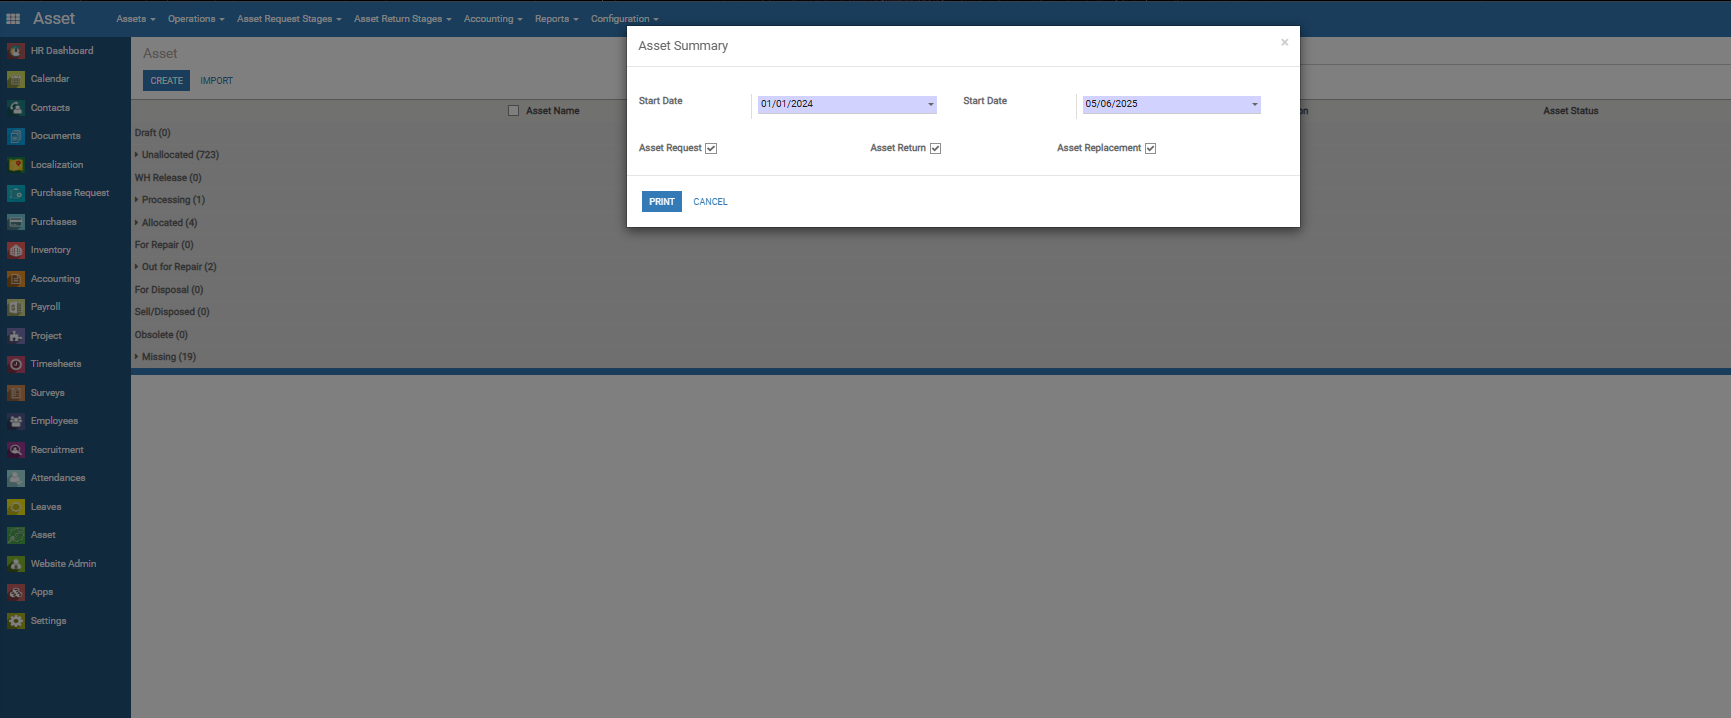 Asset Assets Operations Asset Request Stages Asset Return Stages Accounting Reports Configuration
HR Dashboard
Calendar
Contacts
Documents
Localization
Purchase Request
Purchases
Inventory
Accounting
Payroll
Project
Timesheets
Surveys
Employees
Recruitment
Attendances
Leaves
Asset
Website Admin
Apps
Settings
Asset
CREATE IMPORT
Asset Name on Asset Status
Draft (0)
Unallocated (723)
WH Release (0)
Processing (1)
Allocated (4)
For Repair (0)
Out for Repair (2)
For Disposal (0)
Sell/Disposed (0)
Obsolete (0)
Missing (19)
Asset Summary ×
Start Date 01/01/2024 Start Date 05/06/2025
Asset Request Asset Return Asset Replacement
PRINT CANCEL